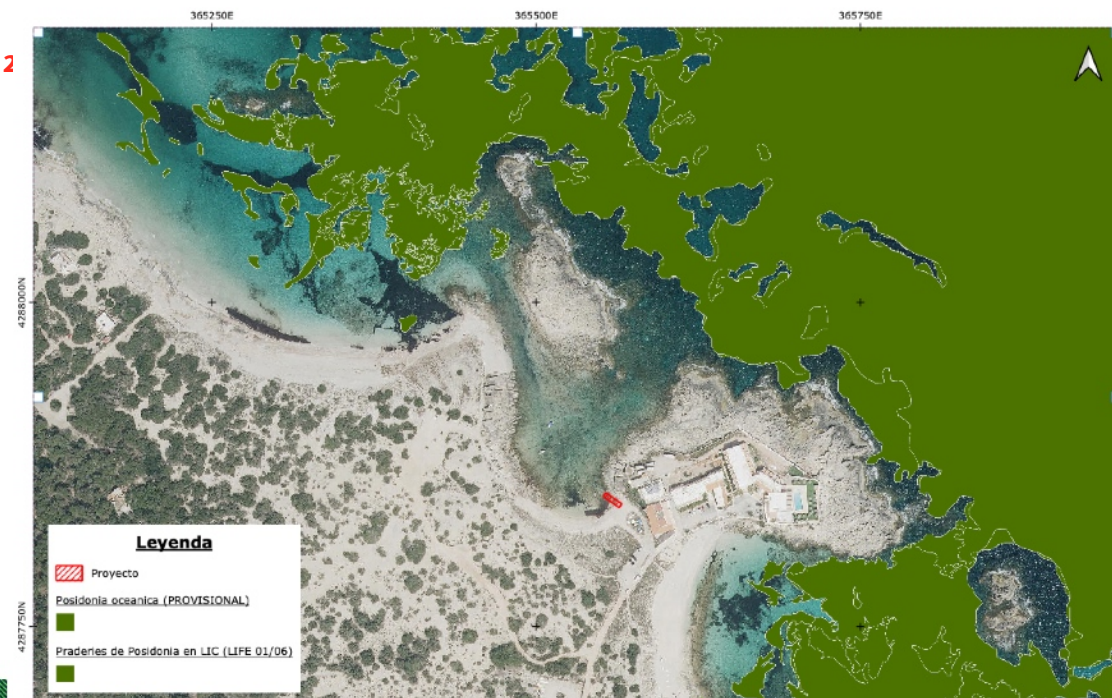 365250E
365500E
365750E
2
4288000N
4287750N
Leyenda
Proyecto
Posidonia oceanica (PROVISIONAL)
Praderies de Posidonia en LIC (LIFE 01/06)